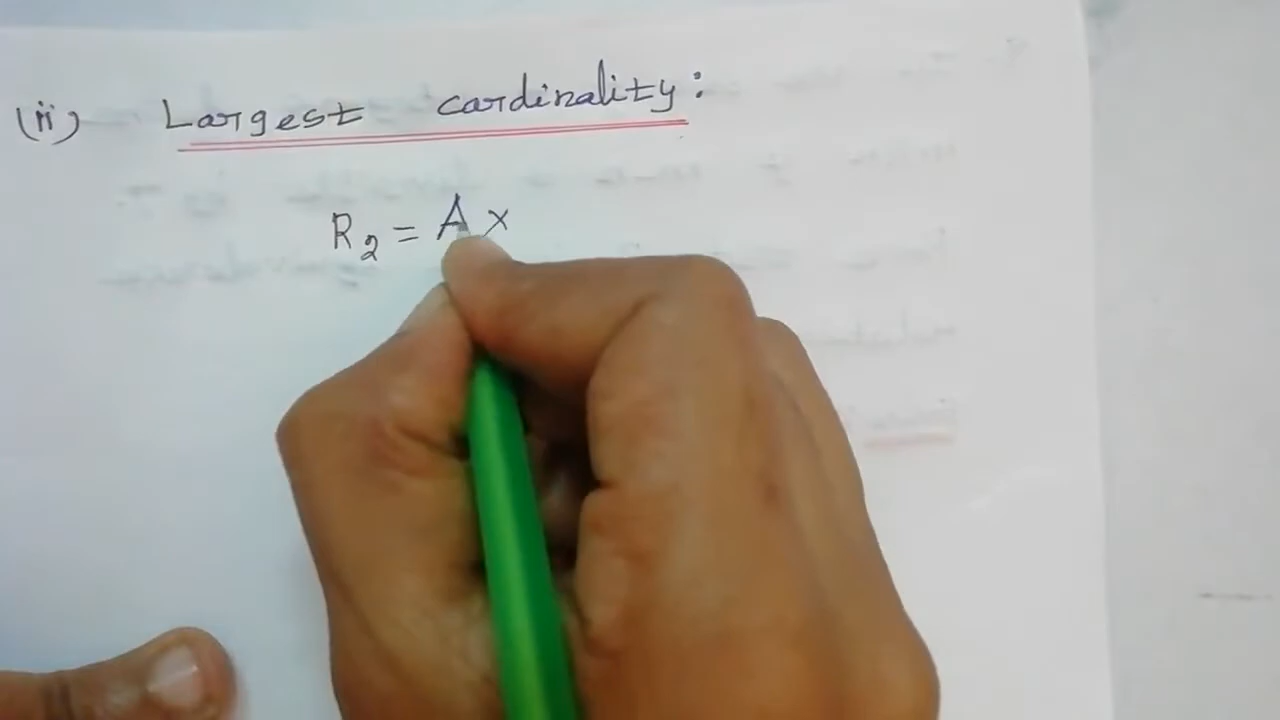 (ii) Largest cardinality:
R₂ = A ×